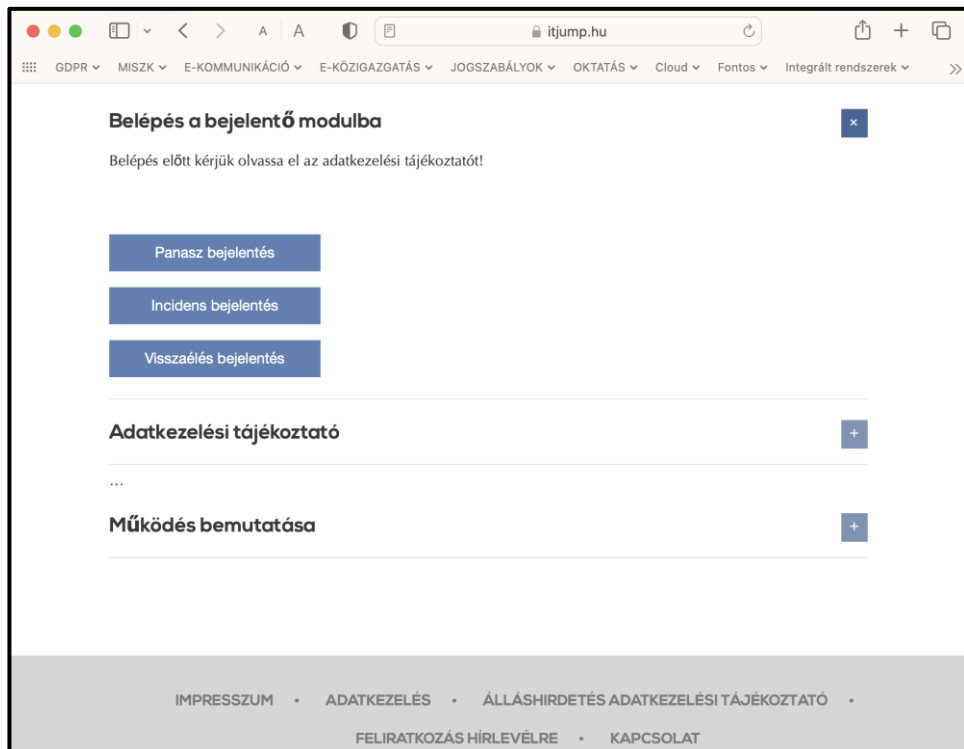 A A itjump.hu
GDPR MISZK E-KOMMUNIKÁCIÓ E-KÖZIGAZGATÁS JOGSZABÁLYOK OKTATÁS Cloud Fontos Integrált rendszerek
Belépés a bejelentő modulba
Belépés előtt kérjük olvassa el az adatkezelési tájékoztatót!
Panasz bejelentés
Incidens bejelentés
Visszaélés bejelentés
Adatkezelési tájékoztató
...
Működés bemutatása
IMPRESSZUM • ADATKEZELÉS • ÁLLÁSHIRDETÉS ADATKEZELÉSI TÁJÉKOZTATÓ •
FELIRATKOZÁS HÍRLEVÉLRE • KAPCSOLAT